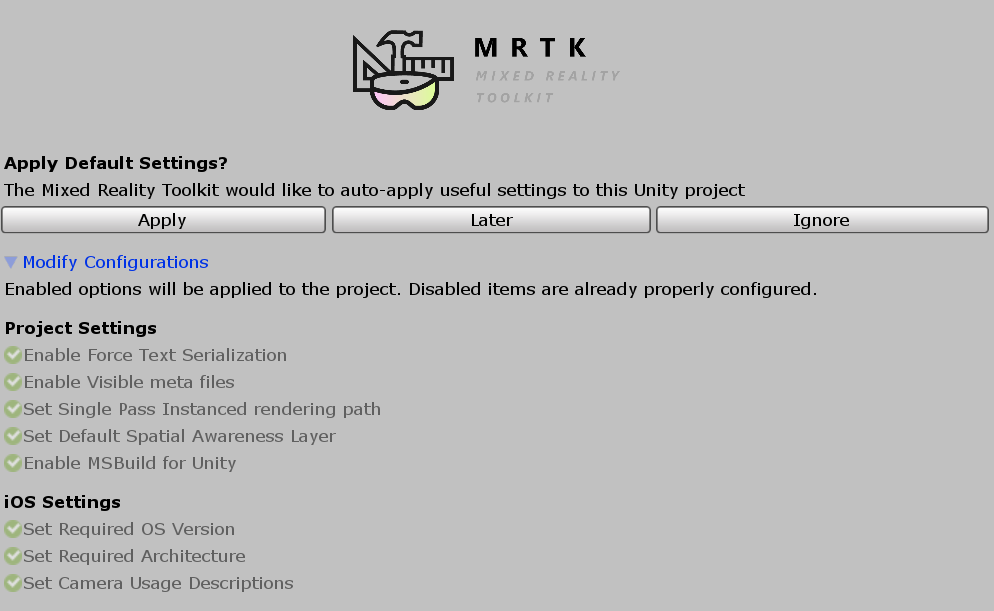 MRTK
MIXED REALITY
TOOLKIT
Apply Default Settings?
The Mixed Reality Toolkit would like to auto-apply useful settings to this Unity project
Apply
Later
Ignore
Modify Configurations
Enabled options will be applied to the project. Disabled items are already properly configured.
Project Settings
Enable Force Text Serialization
Enable Visible meta files
Set Single Pass Instanced rendering path
Set Default Spatial Awareness Layer
Enable MSBuild for Unity
iOS Settings
Set Required OS Version
Set Required Architecture
Set Camera Usage Descriptions